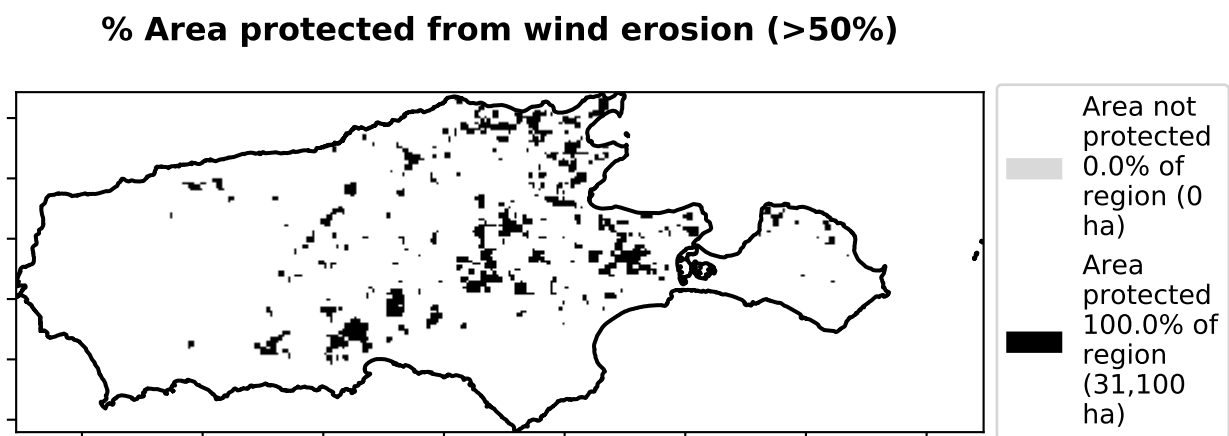 % Area protected from wind erosion (>50%)
Area not
protected
0.0% of
region (0
ha)
Area
protected
100.0% of
region
(31,100
ha)